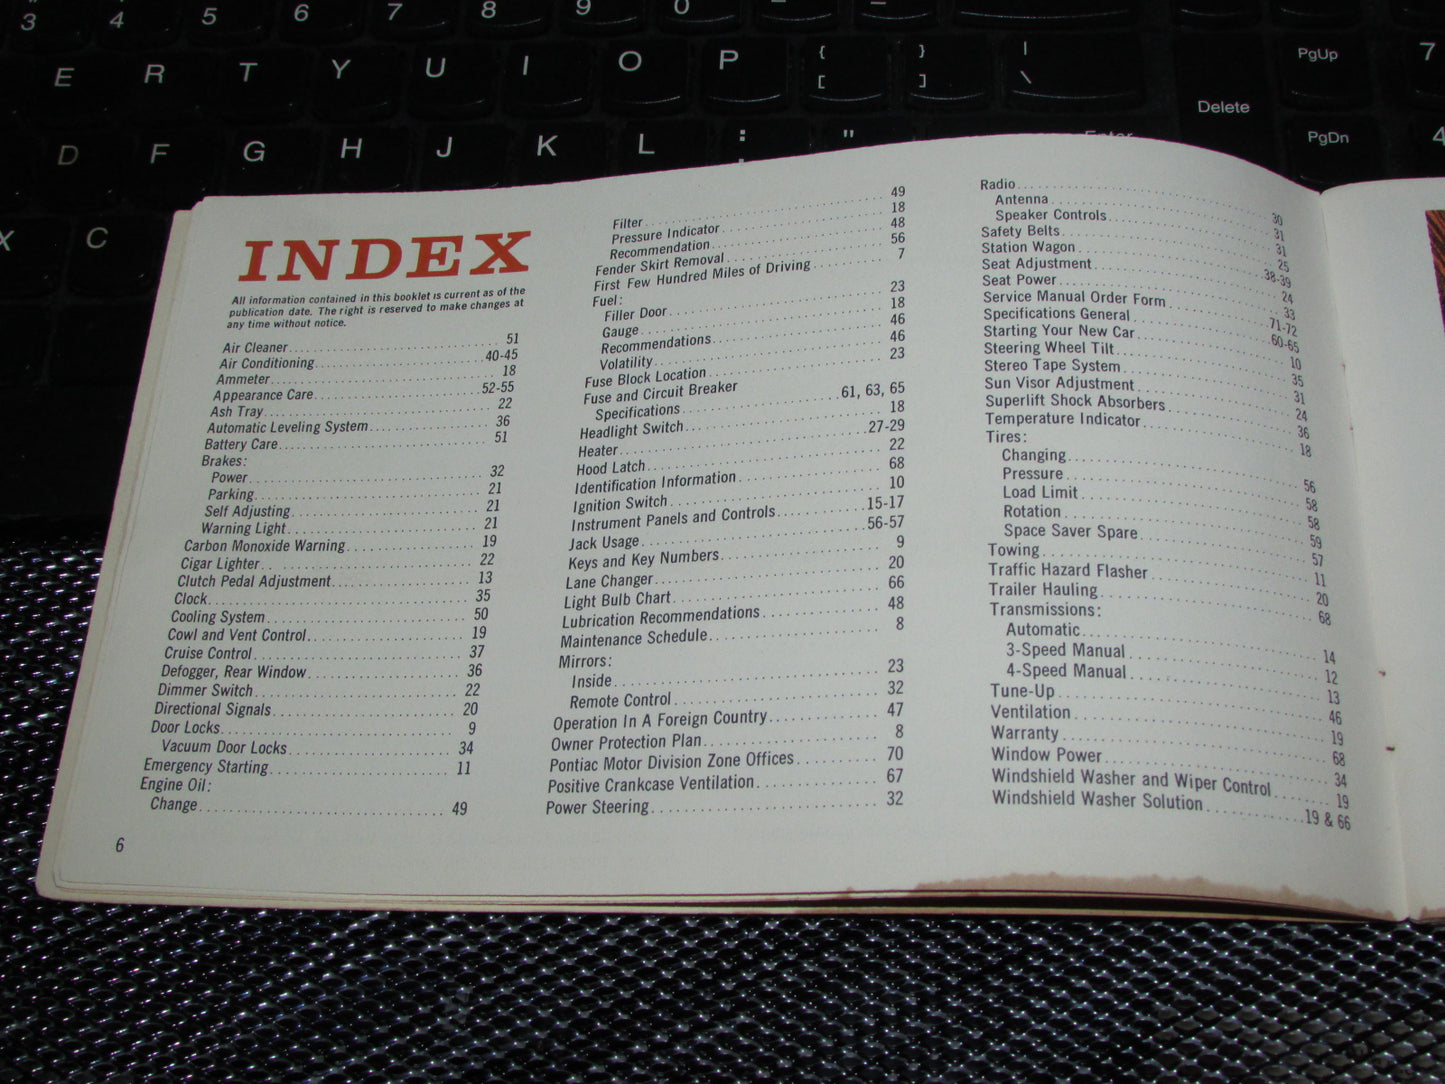 3 4 5 6 7 8 9 0
E R T Y U I O P { [ } ] | \ PgUp 7
Delete
D F G H J K L : " Enter PgDn 4
X C
INDEX
All information contained in this booklet is current as of the
publication date. The right is reserved to make changes at
any time without notice.
Air Cleaner 51
Air Conditioning 40-45
Ammeter 18
Appearance Care 52-55
Ash Tray 22
Automatic Leveling System 36
Battery Care 51
Brakes:
Power 32
Parking 21
Self Adjusting 21
Warning Light 21
Carbon Monoxide Warning 19
Cigar Lighter 22
Clutch Pedal Adjustment 13
Clock 35
Cooling System 50
Cowl and Vent Control 19
Cruise Control 37
Defogger, Rear Window 36
Dimmer Switch 22
Directional Signals 20
Door Locks 9
Vacuum Door Locks 34
Emergency Starting 11
Engine Oil:
Change 49
6
Filter 49
Pressure Indicator 18
Recommendation 48
Fender Skirt Removal 56
First Few Hundred Miles of Driving 7
Fuel:
Filler Door 23
Gauge 18
Recommendations 46
Volatility 46
Fuse Block Location 23
Fuse and Circuit Breaker
Specifications 61, 63, 65
Headlight Switch 18
Heater 27-29
Hood Latch 22
Identification Information 68
Ignition Switch 10
Instrument Panels and Controls 15-17
Jack Usage 56-57
Keys and Key Numbers 9
Lane Changer 20
Light Bulb Chart 66
Lubrication Recommendations 48
Maintenance Schedule 8
Mirrors:
Inside 23
Remote Control 32
Operation In A Foreign Country 47
Owner Protection Plan 8
Pontiac Motor Division Zone Offices 70
Positive Crankcase Ventilation 67
Power Steering 32
Radio 30
Antenna 31
Speaker Controls 31
Safety Belts 25
Station Wagon 38-39
Seat Adjustment 24
Seat Power 33
Service Manual Order Form 71-72
Specifications General 60-65
Starting Your New Car 10
Steering Wheel Tilt 35
Stereo Tape System 31
Sun Visor Adjustment 24
Superlift Shock Absorbers 36
Temperature Indicator 18
Tires:
Changing 56
Pressure 58
Load Limit 58
Rotation 59
Space Saver Spare 57
Towing 11
Traffic Hazard Flasher 20
Trailer Hauling 68
Transmissions:
Automatic 14
3-Speed Manual 12
4-Speed Manual 13
Tune-Up 46
Ventilation 19
Warranty 68
Window Power 34
Windshield Washer and Wiper Control 19
Windshield Washer Solution 19 & 66